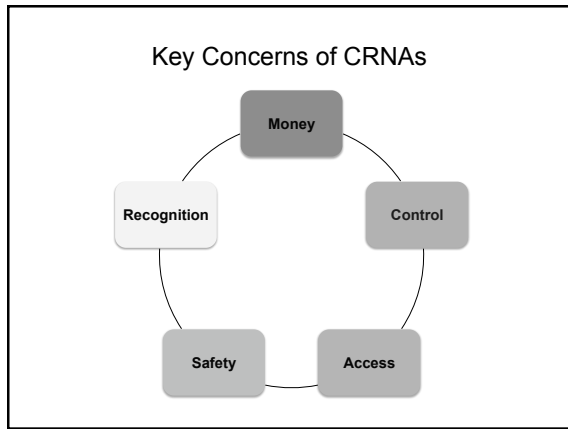 Key Concerns of CRNAs
Money
Control
Access
Safety
Recognition